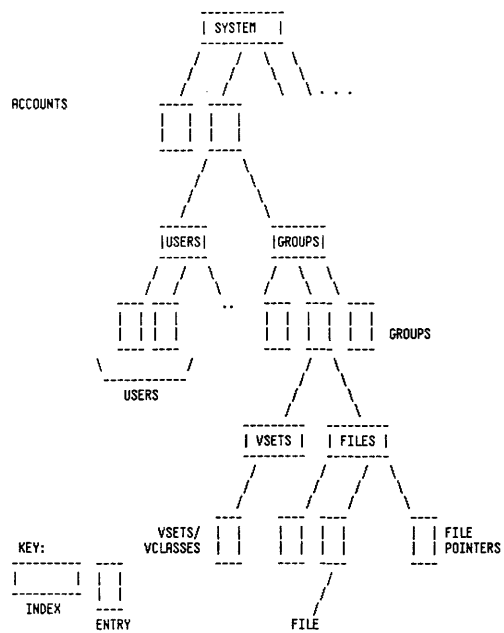 SYSTEM
. . .
ACCOUNTS
USERS
GROUPS
..
GROUPS
USERS
VSETS
FILES
VSETS/
VCLASSES
FILE
POINTERS
KEY:
INDEX
ENTRY
FILE